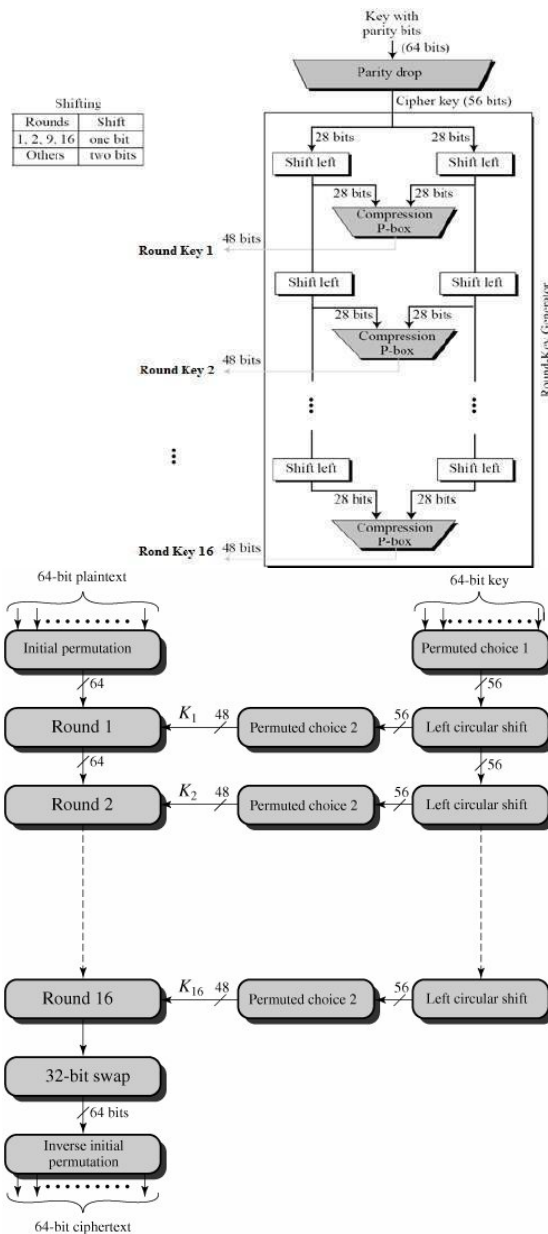 Key with
parity bits
(64 bits)
Parity drop
Cipher key (56 bits)
Shifting
Rounds Shift
1, 2, 9, 16 one bit
Others two bits
28 bits 28 bits
Shift left Shift left
28 bits 28 bits
Compression
P-box
48 bits
Round Key 1
Shift left Shift left
28 bits 28 bits
Compression
P-box
48 bits
Round Key 2
Round-Key Generator
Shift left Shift left
28 bits 28 bits
Compression
P-box
48 bits
Rond Key 16
64-bit plaintext 64-bit key
Initial permutation Permuted choice 1
64 56
Round 1 K1 48 Permuted choice 2 56 Left circular shift
64 56
Round 2 K2 48 Permuted choice 2 56 Left circular shift
Round 16 K16 48 Permuted choice 2 56 Left circular shift
32-bit swap
64 bits
Inverse initial
permutation
64-bit ciphertext